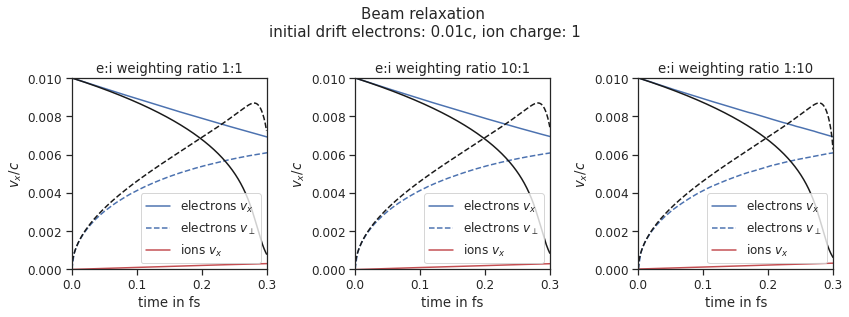 Beam relaxation
initial drift electrons: 0.01c, ion charge: 1
e:i weighting ratio 1:1
0.010
0.008
0.006
0.004
0.002
0.000
v_x/c
electrons v_x
electrons v_⊥
ions v_x
0.0 0.1 0.2 0.3
time in fs
e:i weighting ratio 10:1
0.010
0.008
0.006
0.004
0.002
0.000
v_x/c
electrons v_x
electrons v_⊥
ions v_x
0.0 0.1 0.2 0.3
time in fs
e:i weighting ratio 1:10
0.010
0.008
0.006
0.004
0.002
0.000
v_x/c
electrons v_x
electrons v_⊥
ions v_x
0.0 0.1 0.2 0.3
time in fs